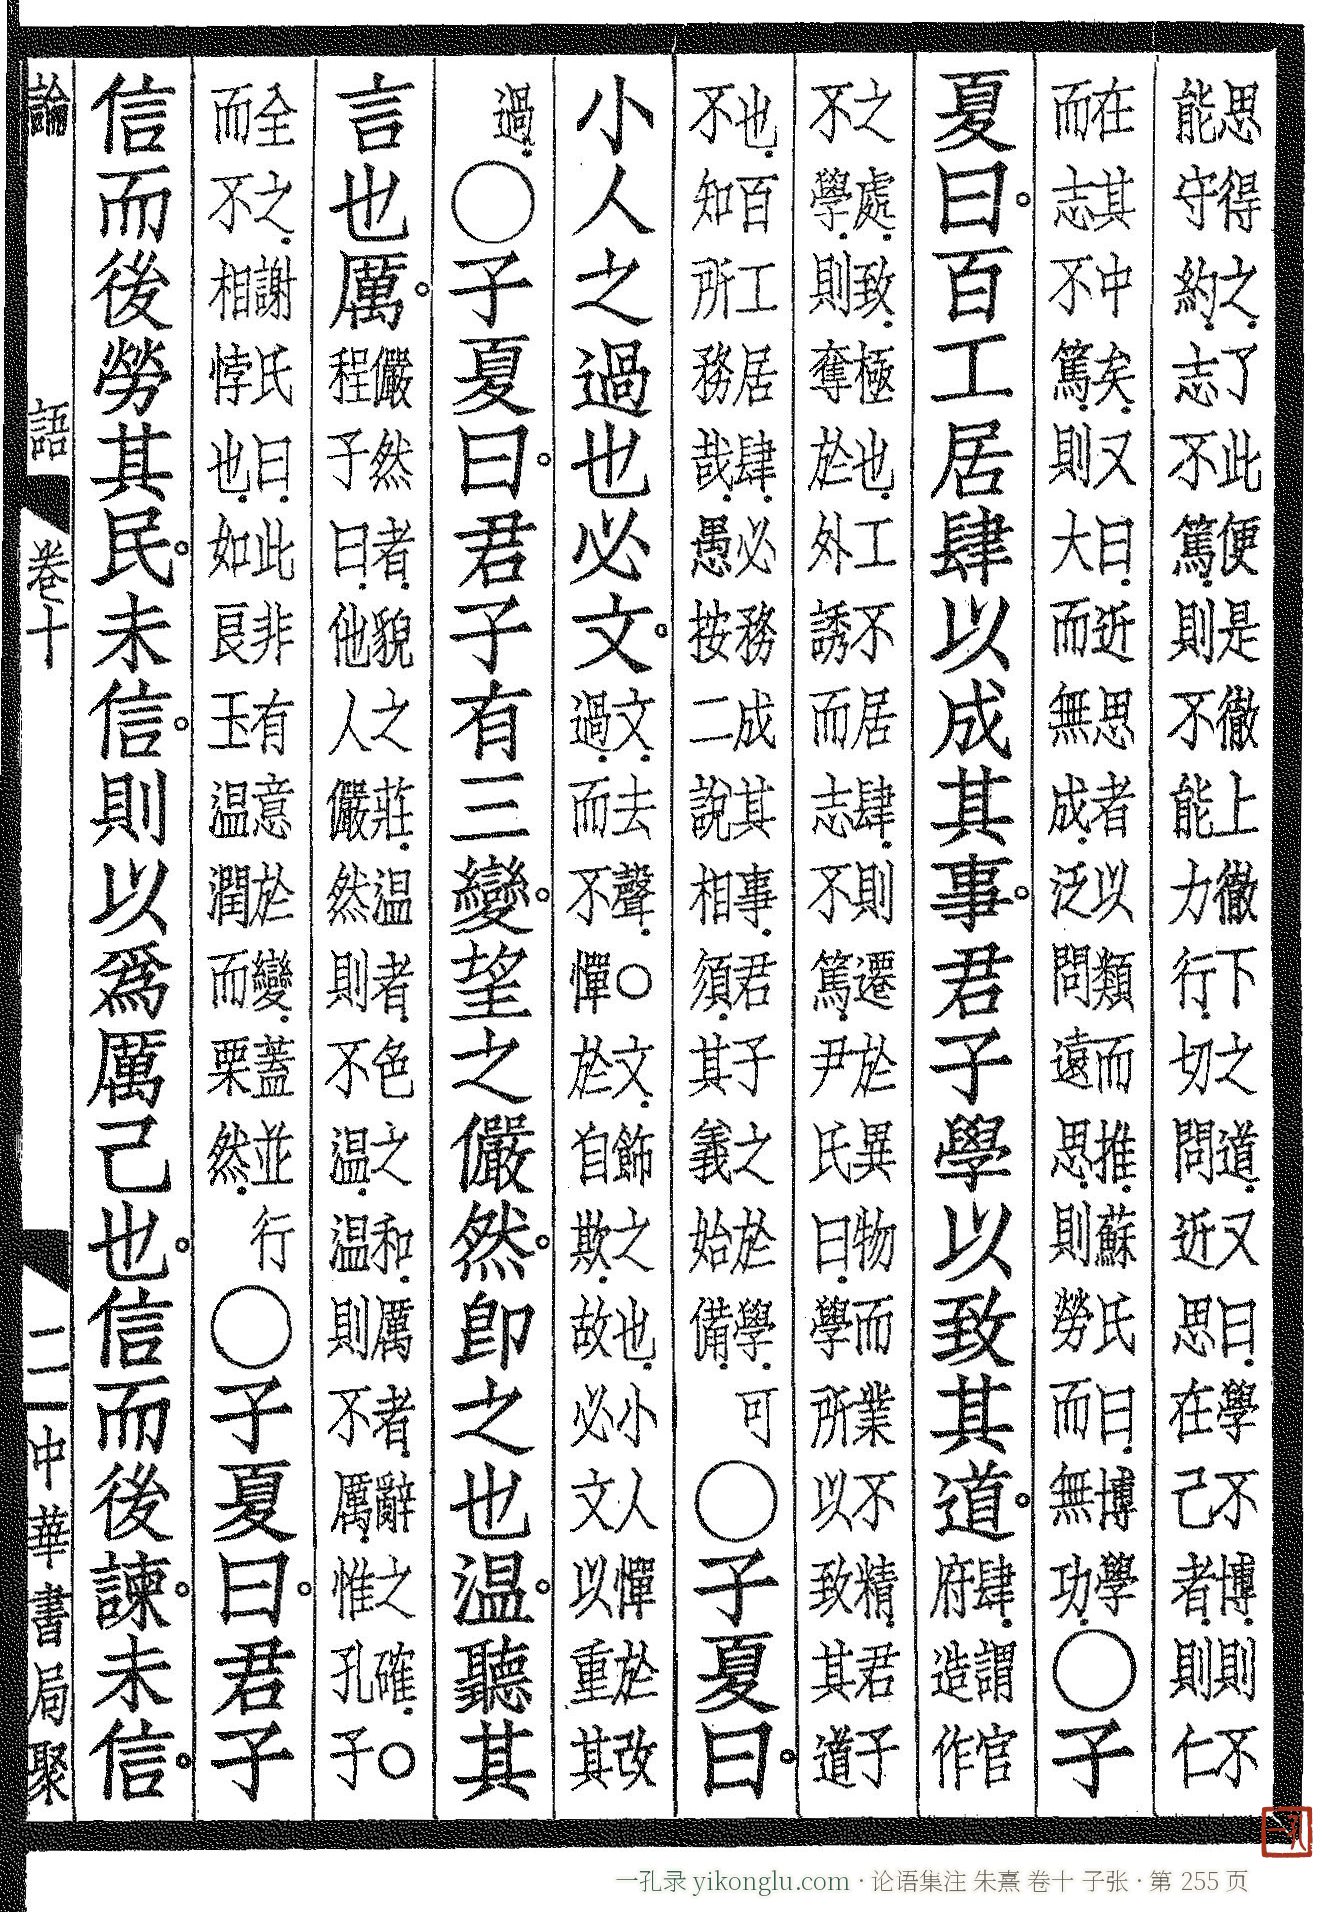 思得之。了此便是徹上徹下之道。又曰。學不博。則不
能守約。志不篤。則不能力行。切問近思在己者。則仁
在其中矣。又曰。近思者以類而推。蘇氏曰。博學
而志不篤。則大而無成。泛問遠思。則勞而無功。
○子
夏曰。百工居肆以成其事。君子學以致其道。
肆。謂官
府造作
之處。致。極也。工不居肆。則遷於異物而業不精。君子
不學。則奪於外誘而志不篤。尹氏曰。學所以致其道
也。百工居肆。必務成其事。君子之於學。可
不知所務哉。愚按二說相須。其義始備。
○子夏曰。
小人之過也必文。
文。去聲。○文。飾之也。小人憚於改
過。而不憚於自欺。故必文以重其
過。
○子夏曰。君子有三變。望之儼然。卽之也温。聽其
言也厲。
儼然者。貌之莊。温者。色之和。厲者。辭之確。○
程子曰。他人儼然則不温。温則不厲。惟孔子
全之。謝氏曰。此非有意於變。蓋並行
而不相悖也。如良玉温潤而栗然。
○子夏曰。君子
信而後勞其民。未信。則以爲厲己也。信而後諫。未信。
論語 卷十 二 中華書局聚
一孔录 yikonglu.com · 论语集注 朱熹 卷十 子张 · 第 255 页